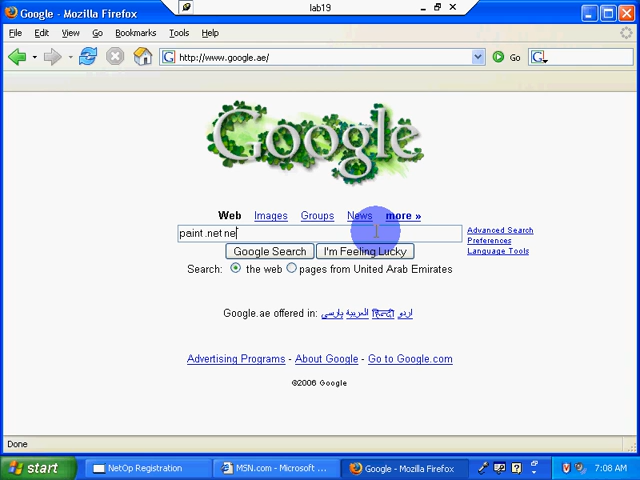 Google - Mozilla Firefox
lab19
File Edit View Go Bookmarks Tools Help
http://www.google.ae/
Go
Google
Web Images Groups News more »
paint .net ne
Advanced Search
Preferences
Language Tools
Google Search I'm Feeling Lucky
Search: the web pages from United Arab Emirates
Google.ae offered in: پارسی العربية हिन्दी اردو
Advertising Programs - About Google - Go to Google.com
©2006 Google
Done
start NetOp Registration MSN.com - Microsoft ... Google - Mozilla Firefox 7:08 AM